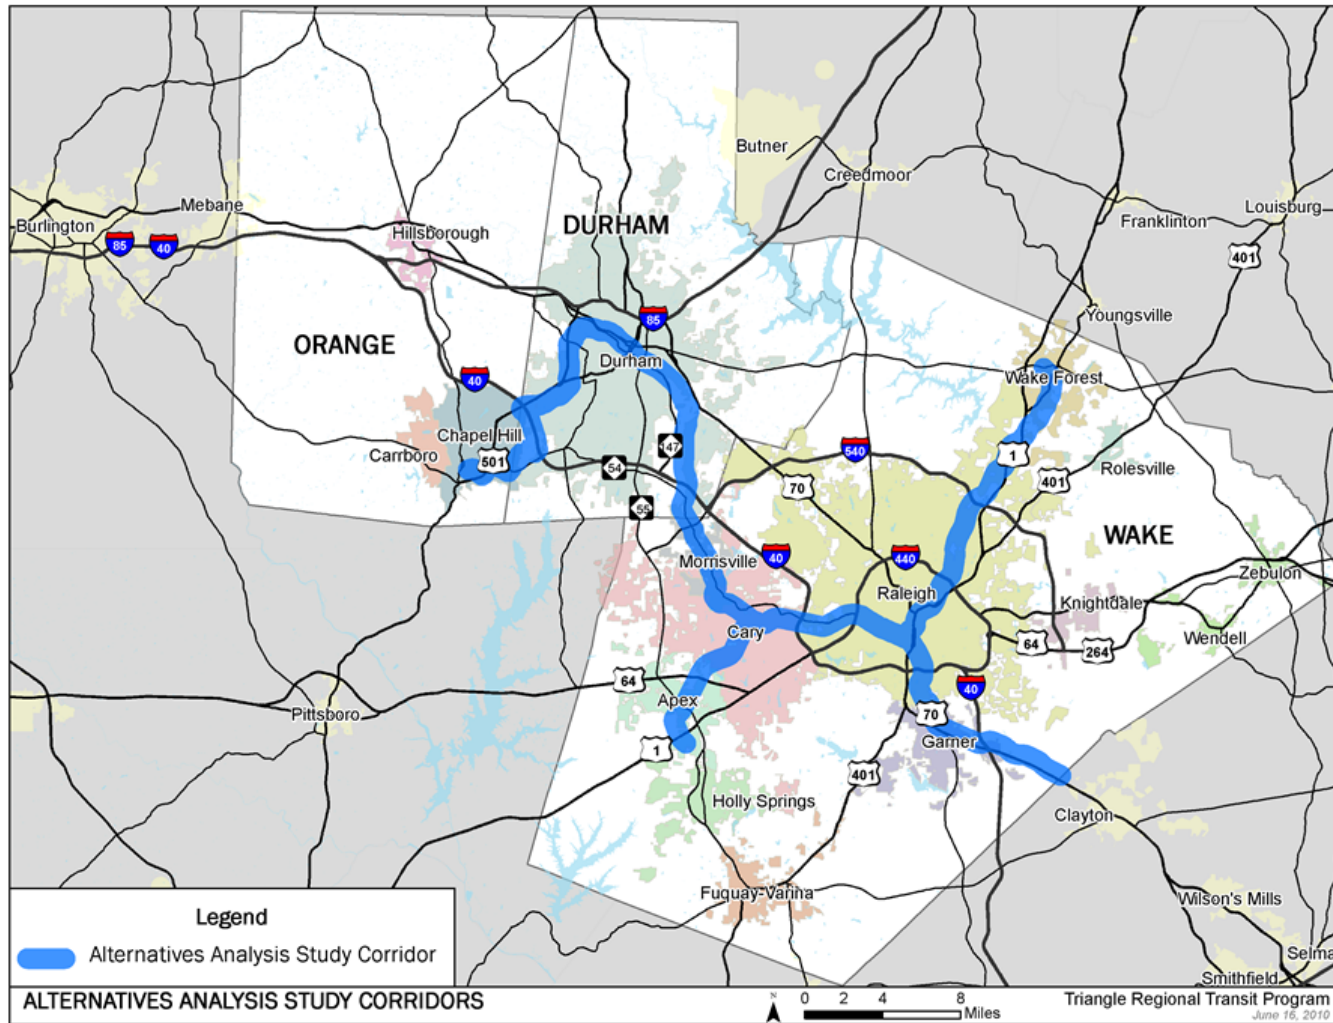 Butner
Creedmoor
Mebane
Burlington
85
40
Hillsborough
DURHAM
Franklinton
Louisburg
401
Youngsville
85
ORANGE
Durham
40
Wake Forest
Chapel Hill
Carrboro
501
147
54
540
1
401
Rolesville
70
55
WAKE
Morrisville
40
440
Zebulon
Raleigh
Knightdale
Cary
64
264
Wendell
64
Apex
40
Pittsboro
70
1
Garner
401
Holly Springs
Clayton
Fuquay-Varina
Wilson's Mills
Selma
Smithfield
Legend
Alternatives Analysis Study Corridor
ALTERNATIVES ANALYSIS STUDY CORRIDORS
N
0 2 4 8
Miles
Triangle Regional Transit Program
June 16, 2010